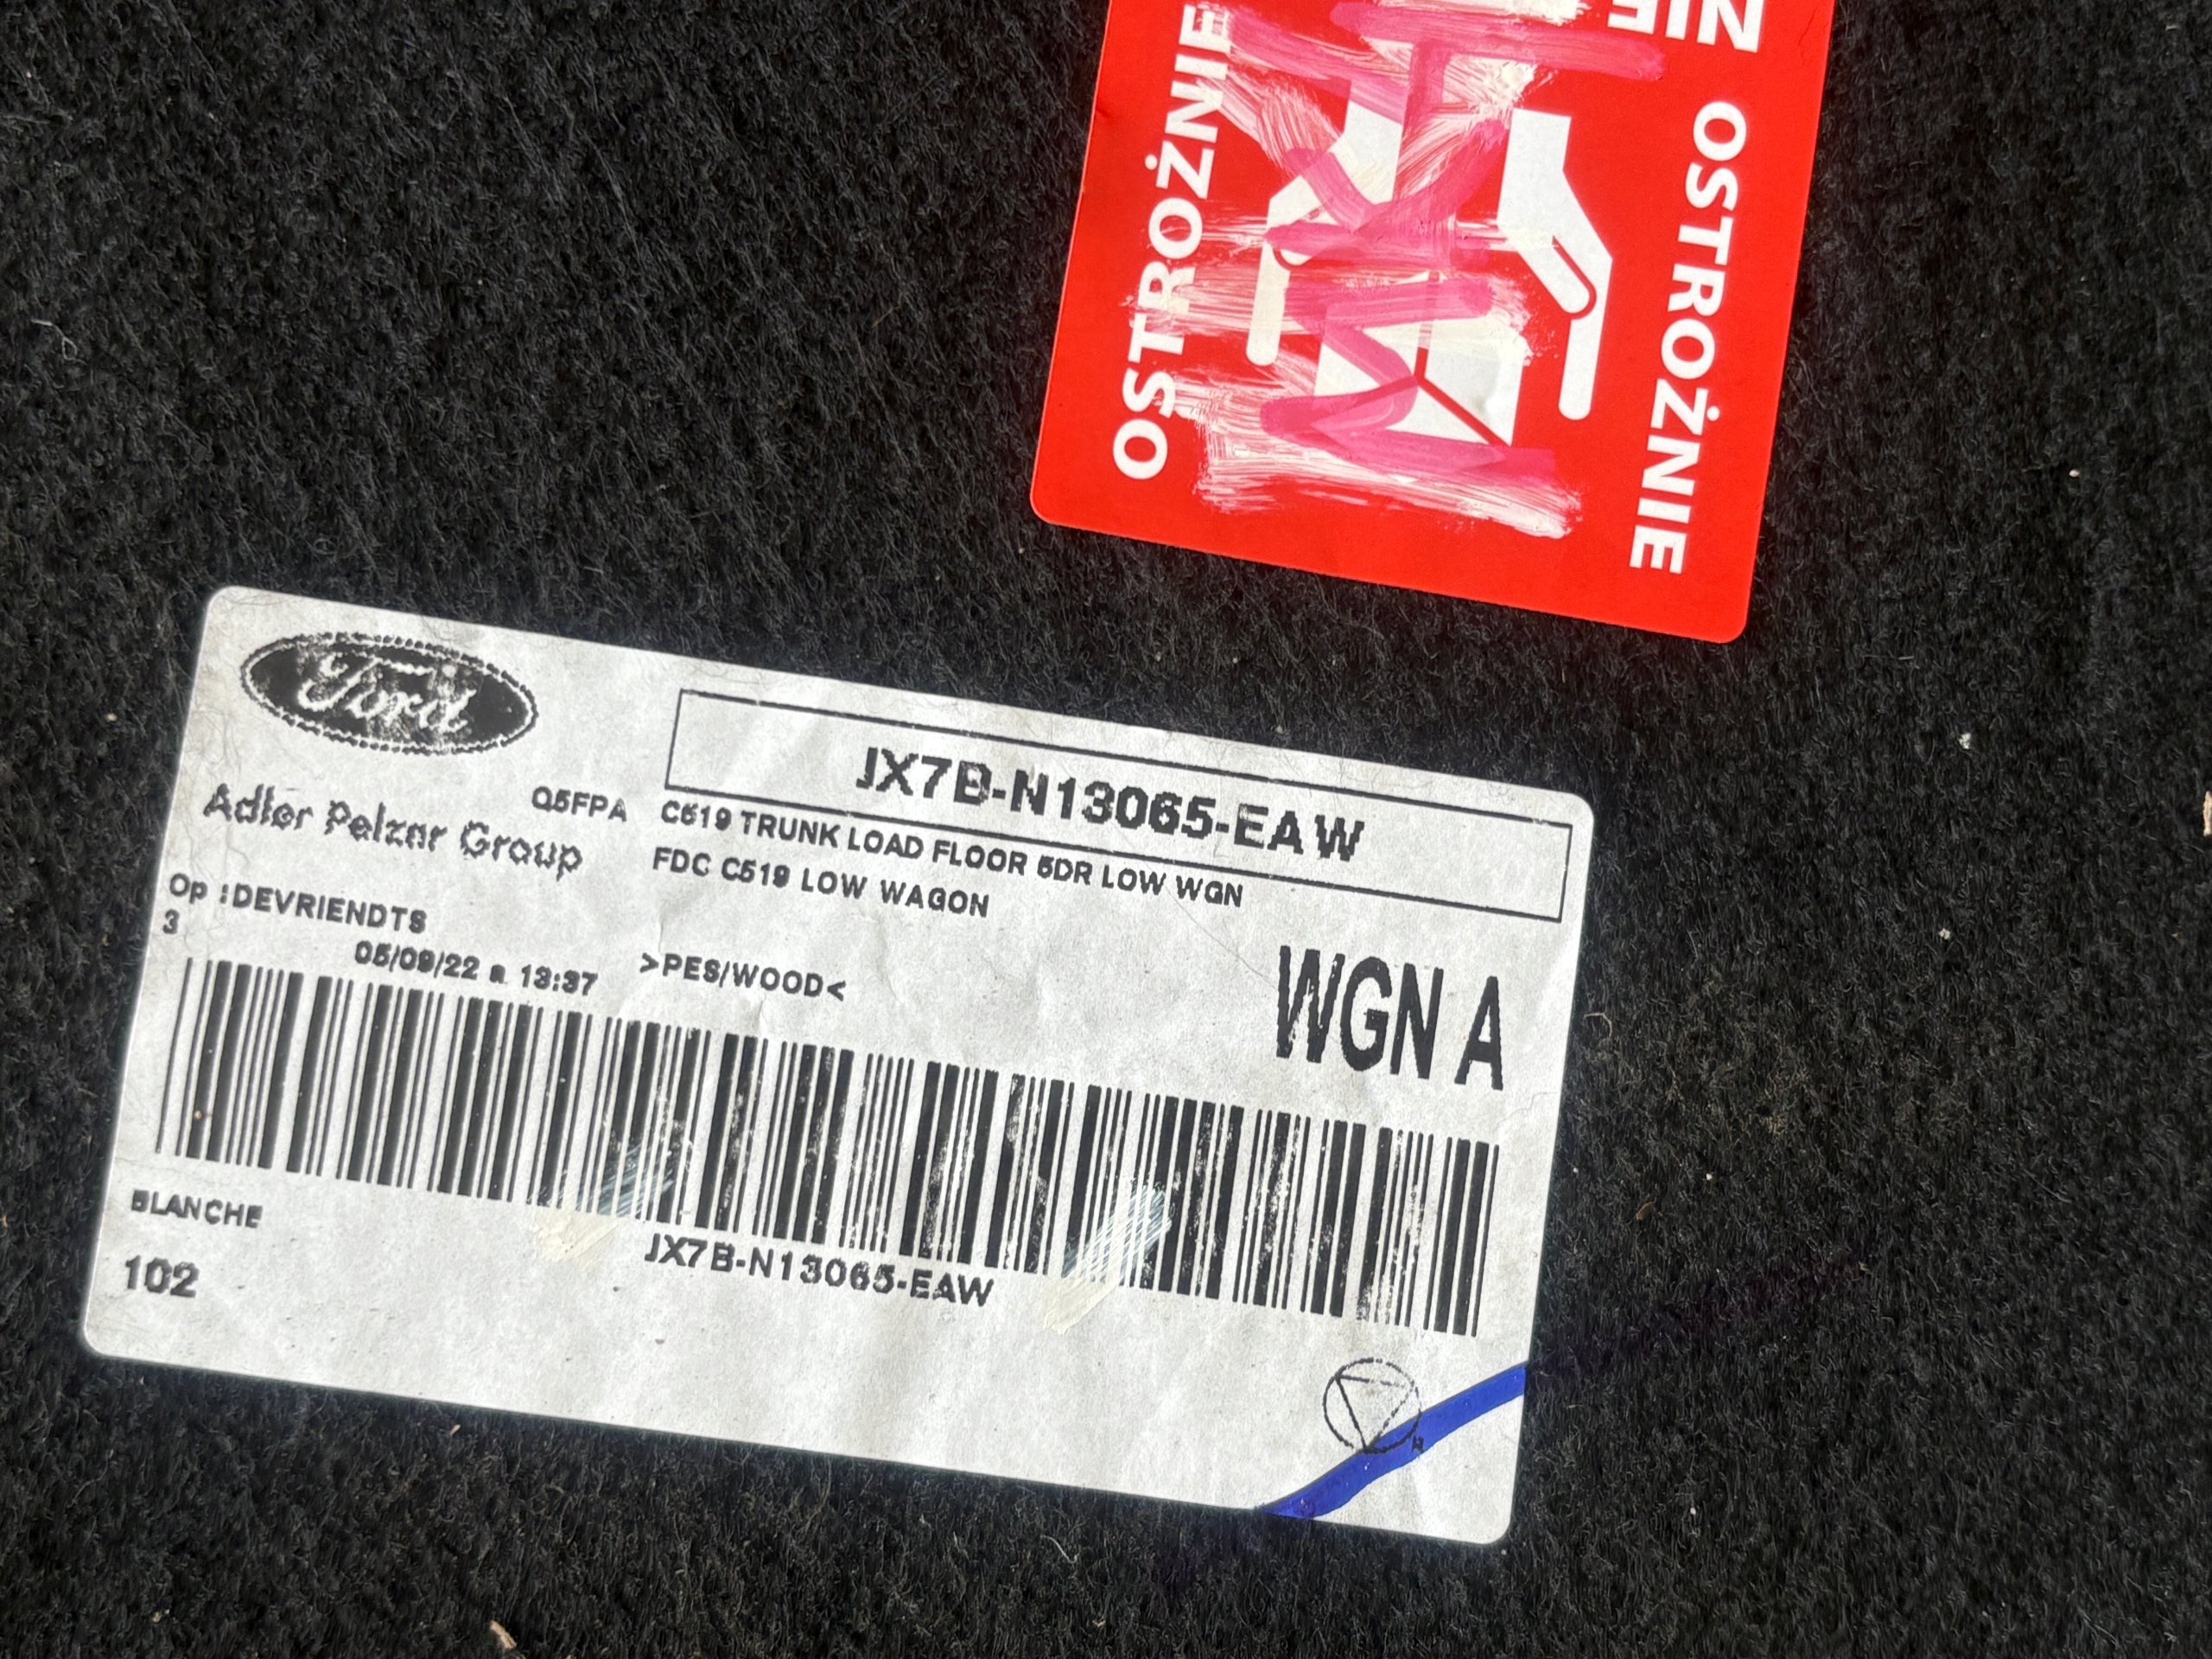 OSTROŻNIE
OSTROŻNIE
Ford
JX7B-N13065-EAW
Adler Pelzer Group
Q5FPA
C519 TRUNK LOAD FLOOR 5DR LOW WGN
FDC C519 LOW WAGON
Op :DEVRIENDTS
3
05/09/22 a 13:37
>PES/WOOD<
WGN A
BLANCHE
102
JX7B-N13065-EAW